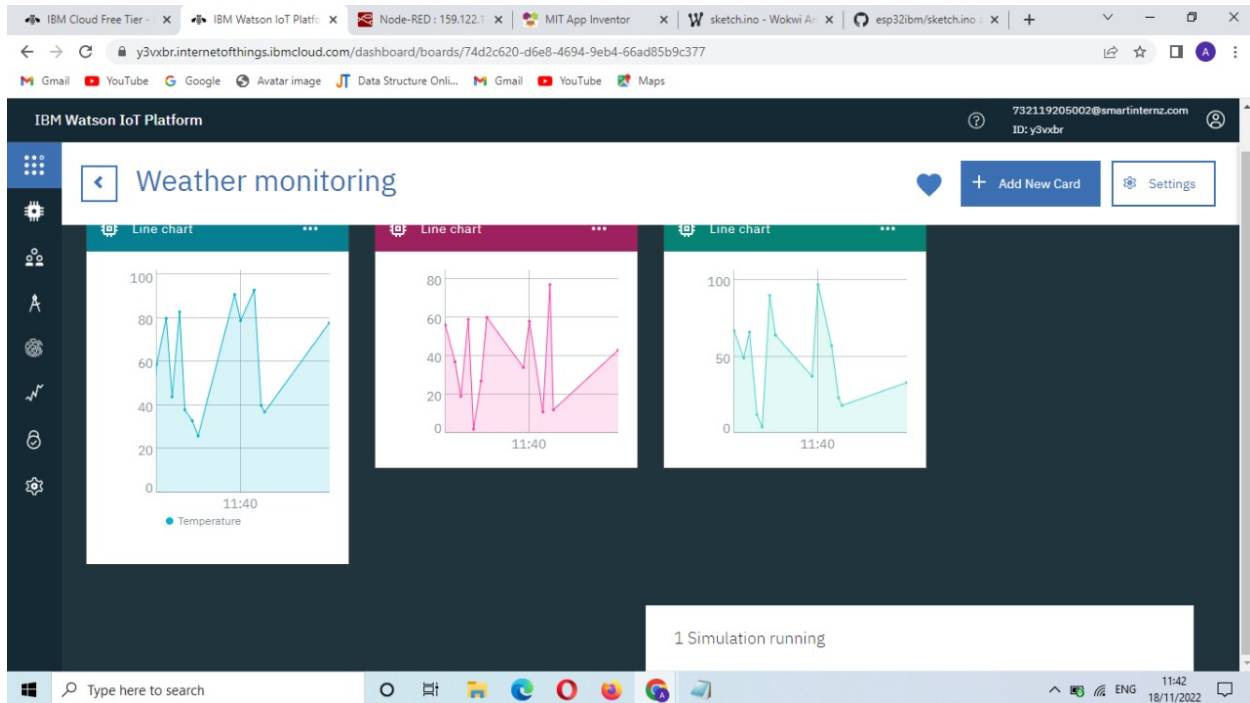 IBM Cloud Free Tier -
IBM Watson IoT Platfo
Node-RED : 159.122.1
MIT App Inventor
sketch.ino - Wokwi Ar
esp32ibm/sketch.ino a
y3vxbr.internetofthings.ibmcloud.com/dashboard/boards/74d2c620-d6e8-4694-9eb4-66ad85b9c377
A
Gmail YouTube Google Avatar image Data Structure Onli... Gmail YouTube Maps
IBM Watson IoT Platform
732119205002@smartinternz.com
ID: y3vxbr
Weather monitoring
+ Add New Card
Settings
Line chart
100
80
60
40
20
0
11:40
Temperature
Line chart
80
60
40
20
0
11:40
Line chart
100
50
0
11:40
1 Simulation running
Type here to search
ENG
11:42
18/11/2022